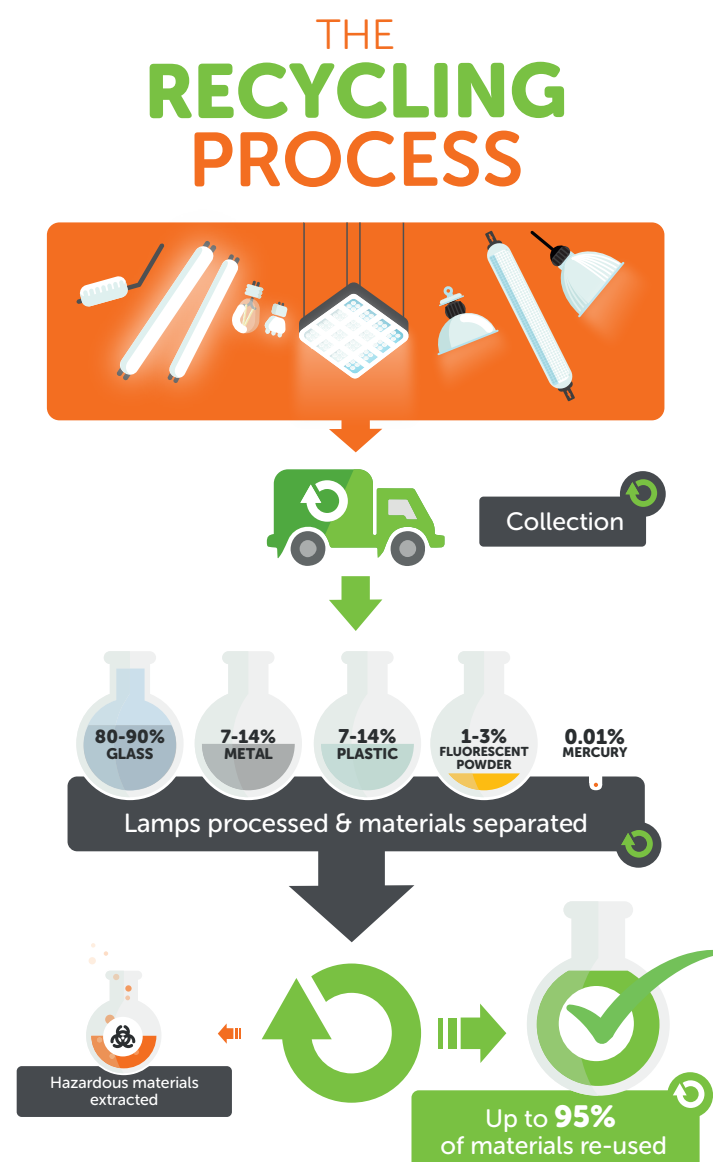 THE
RECYCLING
PROCESS
Collection
80-90%
GLASS
7-14%
METAL
7-14%
PLASTIC
1-3%
FLUORESCENT
POWDER
0.01%
MERCURY
Lamps processed & materials separated
Hazardous materials
extracted
Up to 95%
of materials re-used